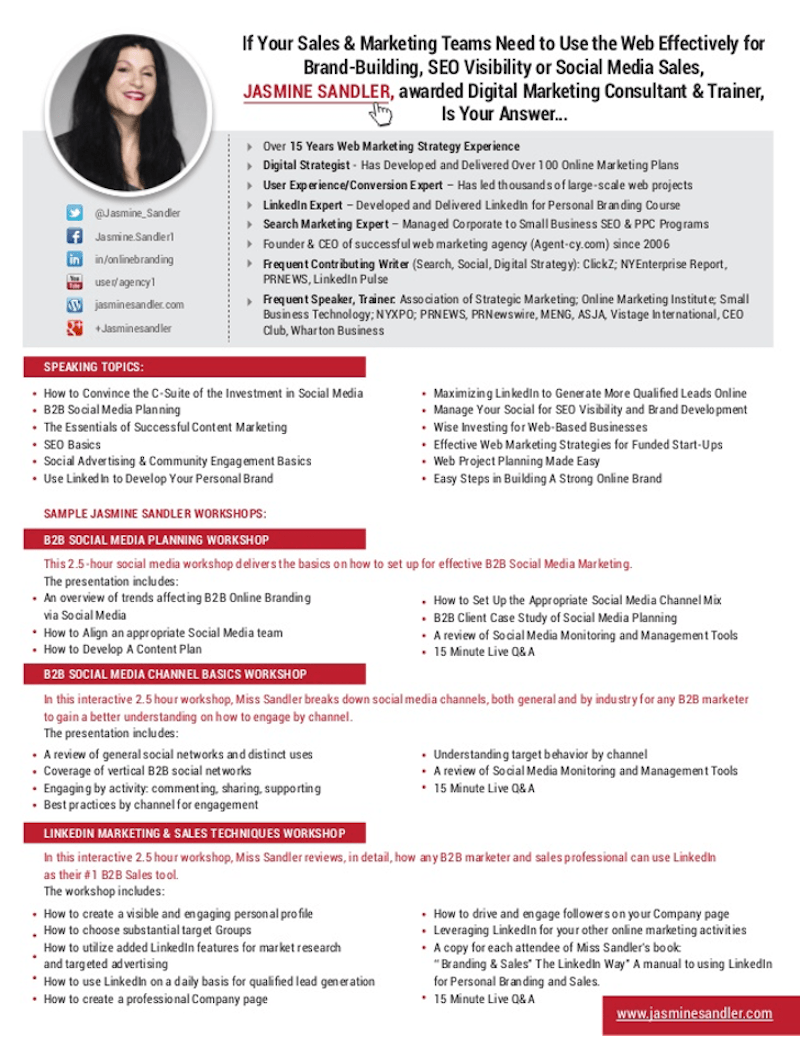 If Your Sales & Marketing Teams Need to Use the Web Effectively for
Brand-Building, SEO Visibility or Social Media Sales,
JASMINE SANDLER, awarded Digital Marketing Consultant & Trainer,
Is Your Answer...
@Jasmine_Sandler
Jasmine.Sandler1
in/onlinebranding
You Tube
user/agency1
jasminesandler.com
+Jasminesandler
Over 15 Years Web Marketing Strategy Experience
Digital Strategist - Has Developed and Delivered Over 100 Online Marketing Plans
User Experience/Conversion Expert – Has led thousands of large-scale web projects
LinkedIn Expert – Developed and Delivered LinkedIn for Personal Branding Course
Search Marketing Expert – Managed Corporate to Small Business SEO & PPC Programs
Founder & CEO of successful web marketing agency (Agent-cy.com) since 2006
Frequent Contributing Writer (Search, Social, Digital Strategy): ClickZ; NYEnterprise Report,
PRNEWS, LinkedIn Pulse
Frequent Speaker, Trainer. Association of Strategic Marketing; Online Marketing Institute; Small
Business Technology; NYXPO; PRNEWS, PRNewswire, MENG, ASJA, Vistage International, CEO
Club, Wharton Business
SPEAKING TOPICS:
• How to Convince the C-Suite of the Investment in Social Media
• B2B Social Media Planning
• The Essentials of Successful Content Marketing
• SEO Basics
• Social Advertising & Community Engagement Basics
• Use LinkedIn to Develop Your Personal Brand
• Maximizing LinkedIn to Generate More Qualified Leads Online
• Manage Your Social for SEO Visibility and Brand Development
• Wise Investing for Web-Based Businesses
• Effective Web Marketing Strategies for Funded Start-Ups
• Web Project Planning Made Easy
• Easy Steps in Building A Strong Online Brand
SAMPLE JASMINE SANDLER WORKSHOPS:
B2B SOCIAL MEDIA PLANNING WORKSHOP
This 2.5-hour social media workshop delivers the basics on how to set up for effective B2B Social Media Marketing.
The presentation includes:
• An overview of trends affecting B2B Online Branding
via Social Media
• How to Align an appropriate Social Media team
• How to Develop A Content Plan
• How to Set Up the Appropriate Social Media Channel Mix
• B2B Client Case Study of Social Media Planning
• A review of Social Media Monitoring and Management Tools
• 15 Minute Live Q&A
B2B SOCIAL MEDIA CHANNEL BASICS WORKSHOP
In this interactive 2.5 hour workshop, Miss Sandler breaks down social media channels, both general and by industry for any B2B marketer
to gain a better understanding on how to engage by channel.
The presentation includes:
• A review of general social networks and distinct uses
• Coverage of vertical B2B social networks
• Engaging by activity: commenting, sharing, supporting
• Best practices by channel for engagement
• Understanding target behavior by channel
• A review of Social Media Monitoring and Management Tools
• 15 Minute Live Q&A
LINKEDIN MARKETING & SALES TECHNIQUES WORKSHOP
In this interactive 2.5 hour workshop, Miss Sandler reviews, in detail, how any B2B marketer and sales professional can use LinkedIn
as their #1 B2B Sales tool.
The workshop includes:
• How to create a visible and engaging personal profile
• How to choose substantial target Groups
• How to utilize added LinkedIn features for market research
and targeted advertising
• How to use LinkedIn on a daily basis for qualified lead generation
• How to create a professional Company page
• How to drive and engage followers on your Company page
• Leveraging LinkedIn for your other online marketing activities
• A copy for each attendee of Miss Sandler's book:
" Branding & Sales" The LinkedIn Way" A manual to using LinkedIn
for Personal Branding and Sales.
• 15 Minute Live Q&A
www.jasminesandler.com